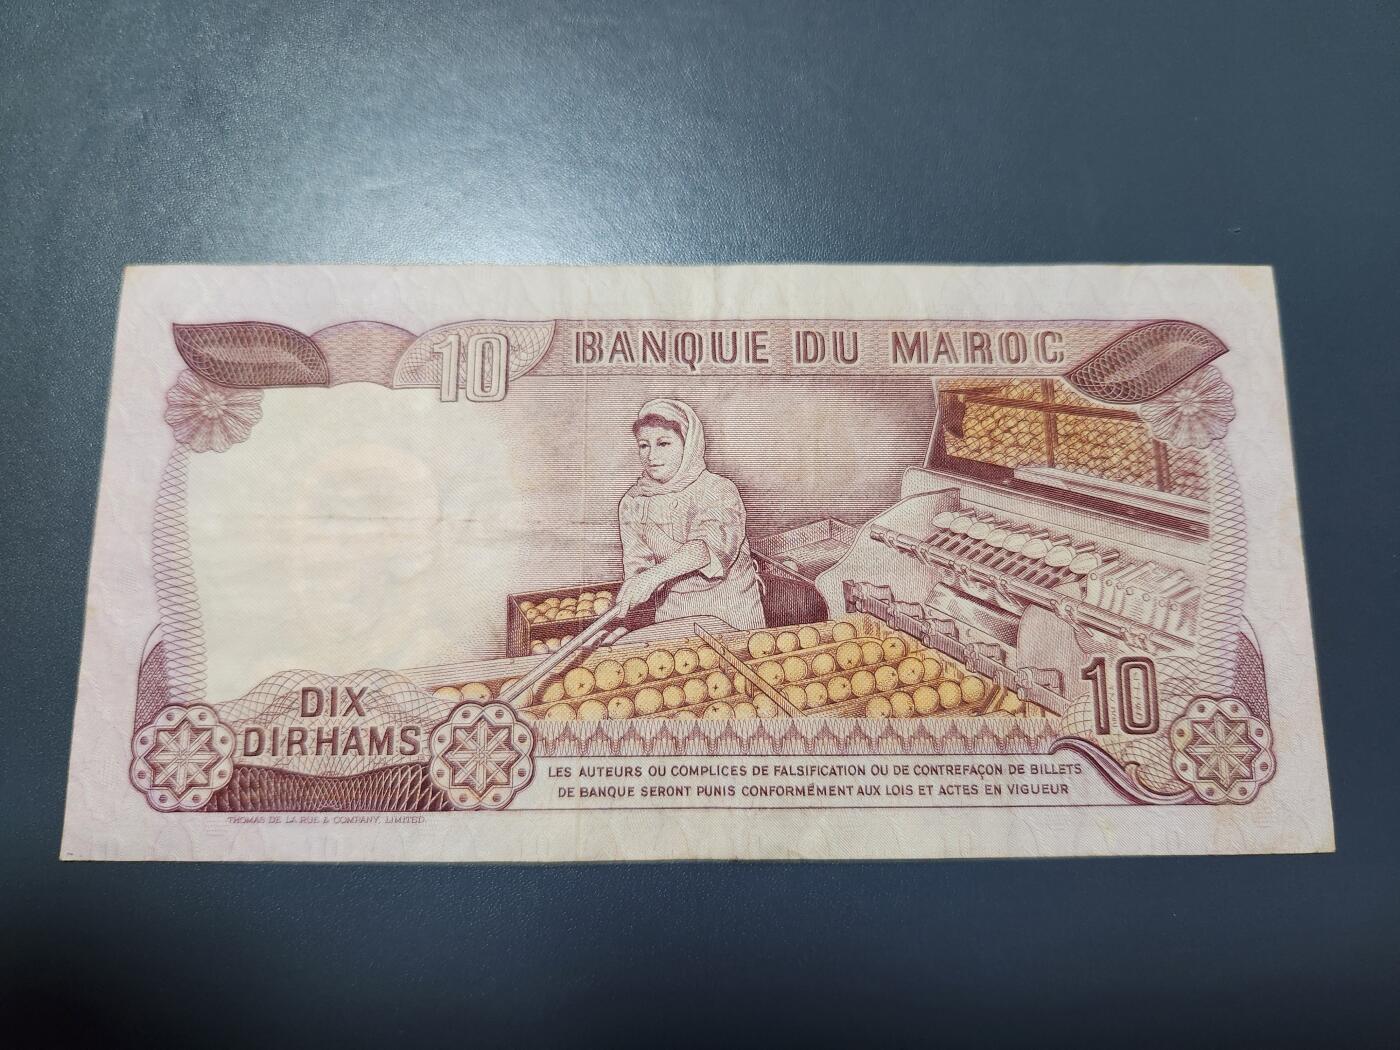 10
BANQUE DU MAROC
DIX
DIRHAMS
10
LES AUTEURS OU COMPLICES DE FALSIFICATION OU DE CONTREFAÇON DE BILLETS
DE BANQUE SERONT PUNIS CONFORMÉMENT AUX LOIS ET ACTES EN VIGUEUR
THOMAS DE LA RUE & COMPANY, LIMITED.